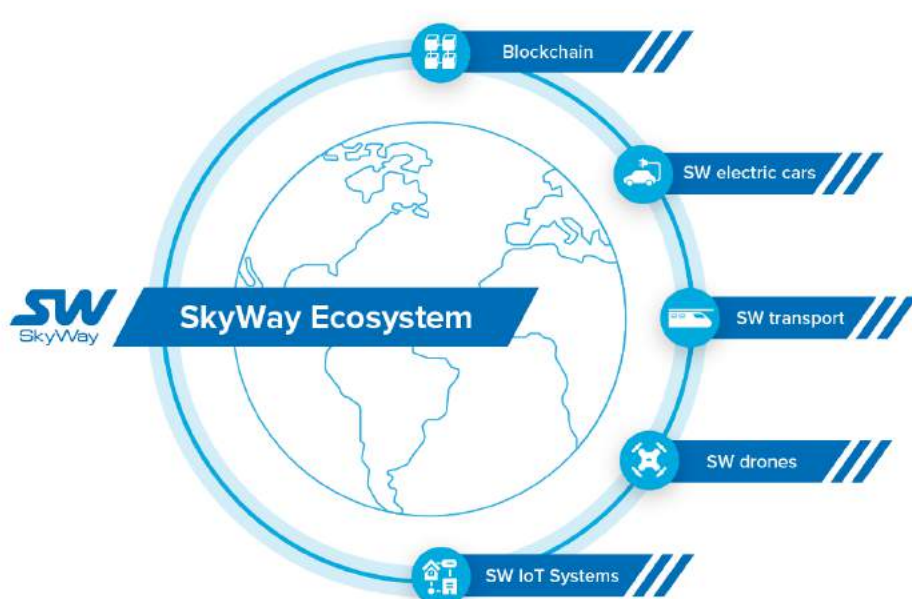 Blockchain
SW electric cars
SW
SkyWay
SkyWay Ecosystem
SW transport
SW drones
SW IoT Systems